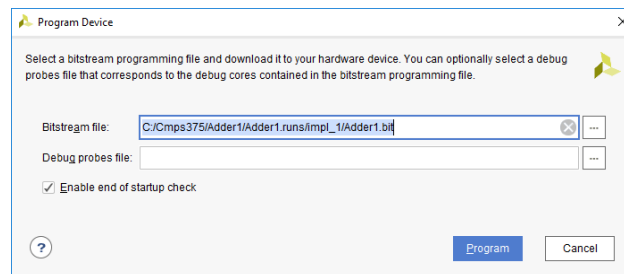 Program Device
Select a bitstream programming file and download it to your hardware device. You can optionally select a debug
probes file that corresponds to the debug cores contained in the bitstream programming file.
Bitstream file: C:/Cmps375/Adder1/Adder1.runs/impl_1/Adder1.bit ...
Debug probes file: ...
Enable end of startup check
? Program Cancel